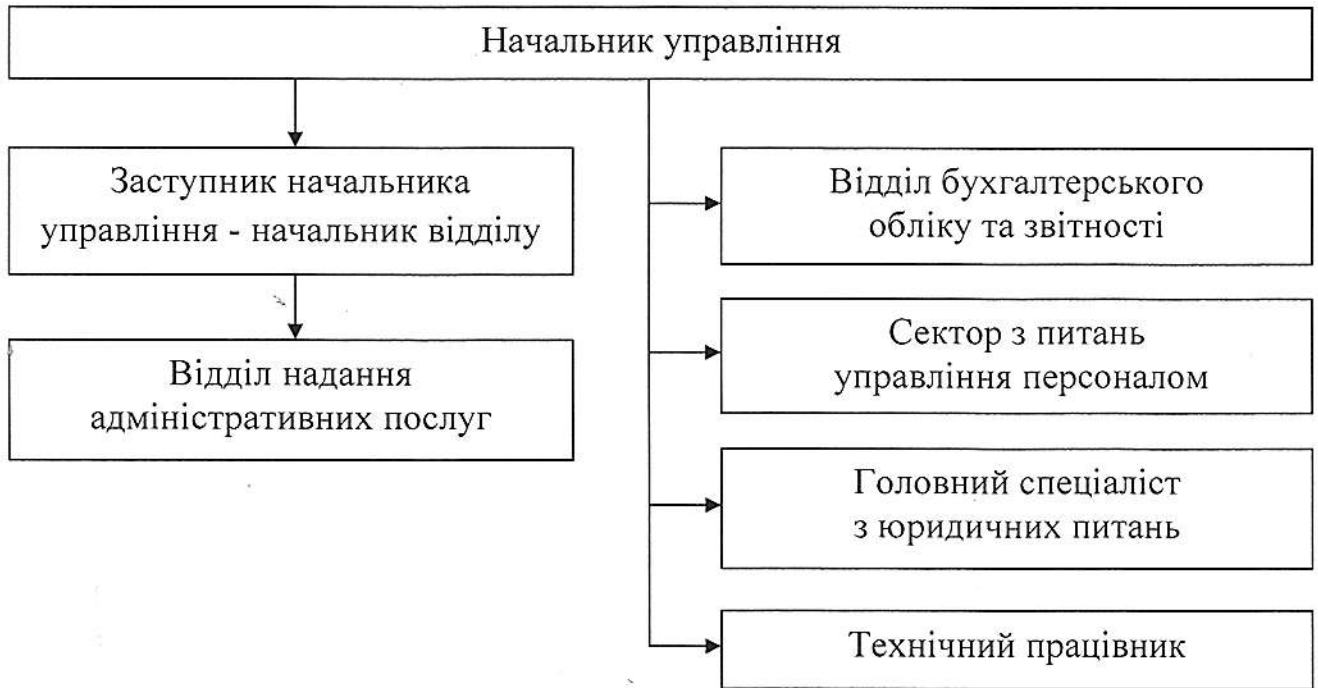 Начальник управління
Заступник начальника
управління - начальник відділу
Відділ надання
адміністративних послуг
Відділ бухгалтерського
обліку та звітності
Сектор з питань
управління персоналом
Головний спеціаліст
з юридичних питань
Технічний працівник